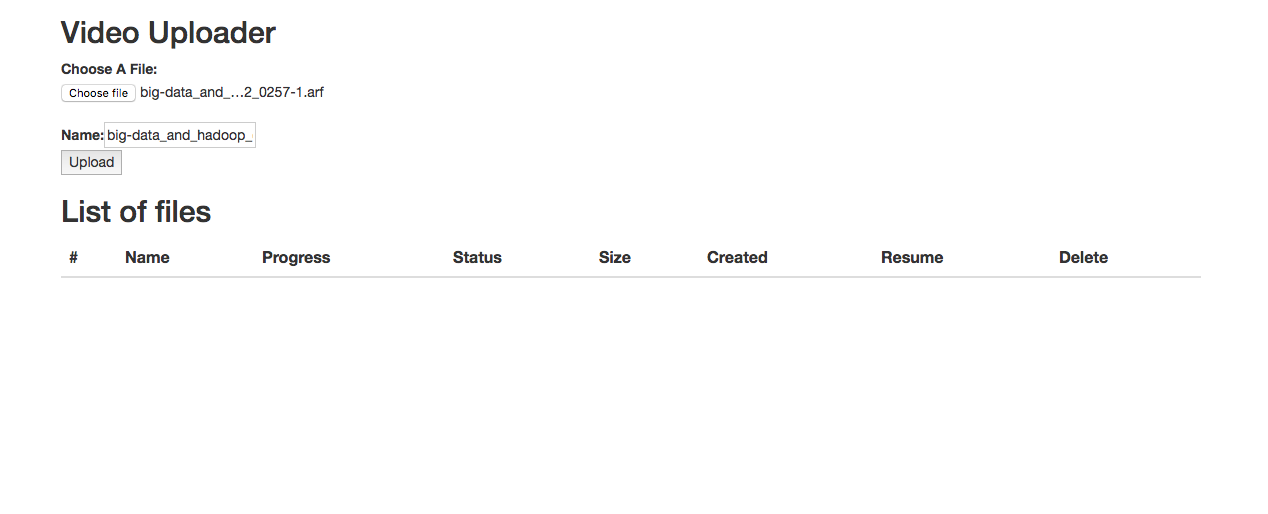 Video Uploader
Choose A File:
Choose file big-data_and_...2_0257-1.arf
Name: big-data_and_hadoop_
Upload
List of files
# Name Progress Status Size Created Resume Delete